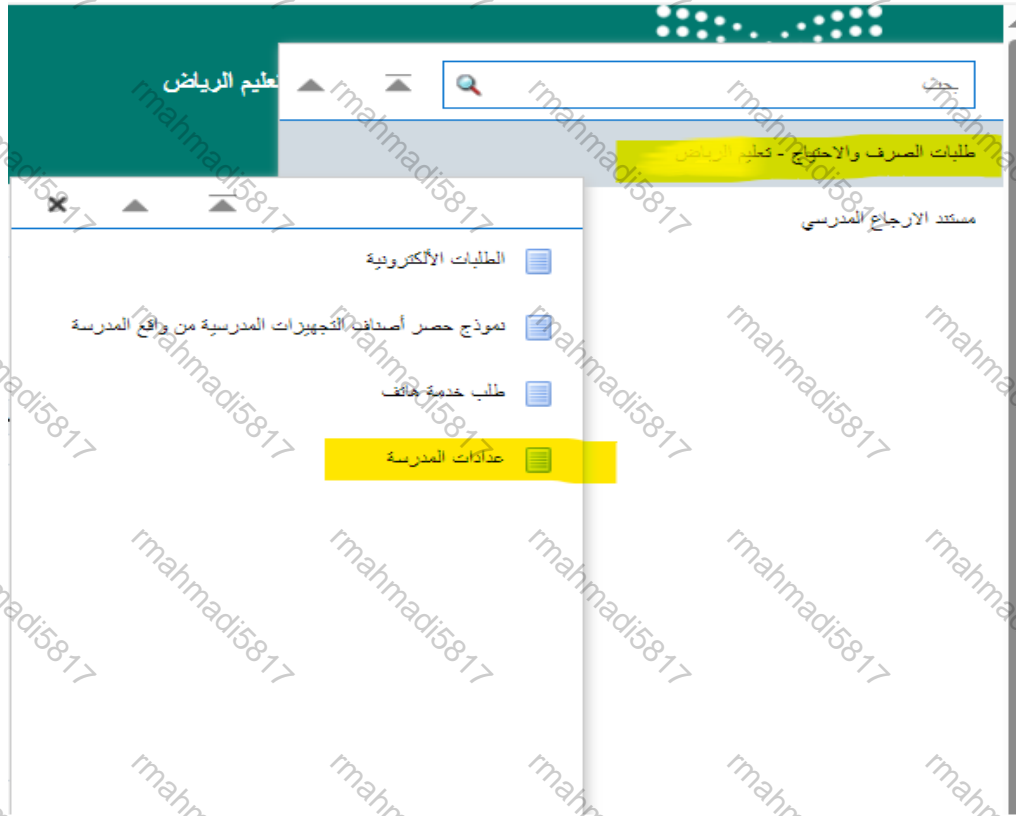 تعليم الرياض
بحث
طلبات الصرف والاحتياج - تعليم الرياض
مستند الارجاع المدرسي
الطلبات الألكترونية
نموذج حصر أصناف التجهيزات المدرسية من واقع المدرسة
طلب خدمة هاتف
عدادات المدرسة
rmahmadi5817